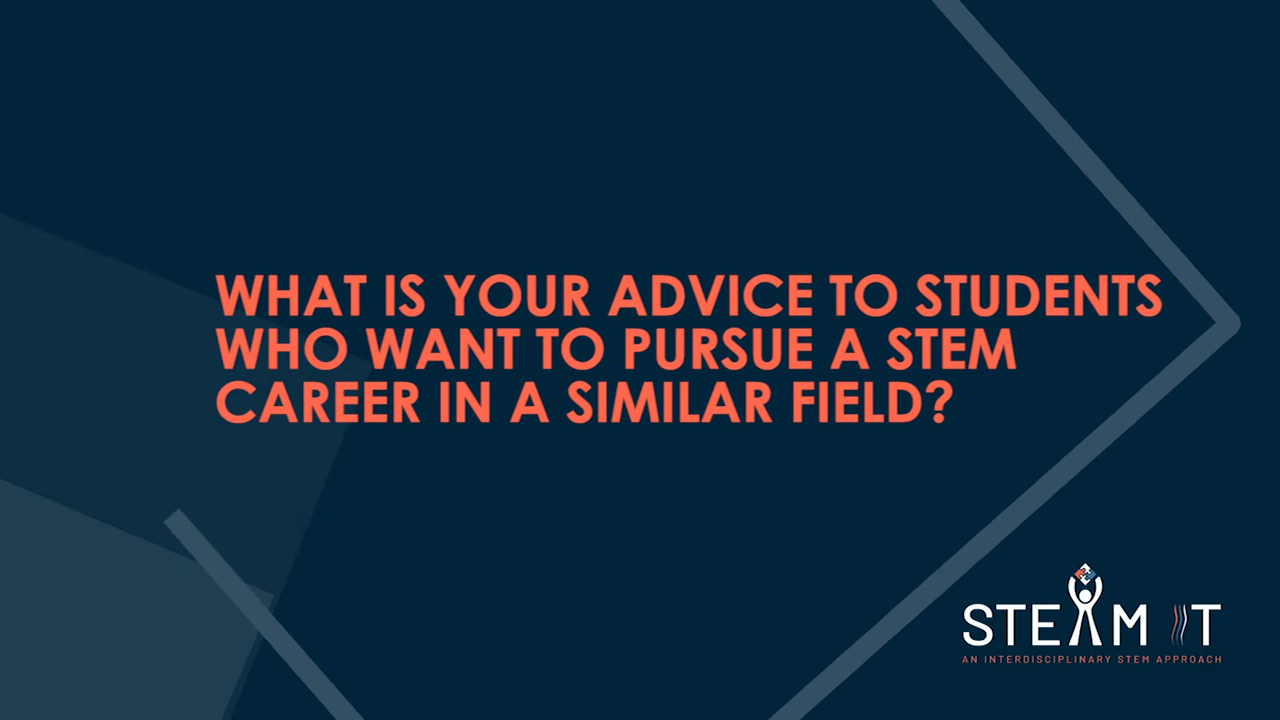 WHAT IS YOUR ADVICE TO STUDENTS
WHO WANT TO PURSUE A STEM
CAREER IN A SIMILAR FIELD?
STEAM IT
AN INTERDISCIPLINARY STEM APPROACH